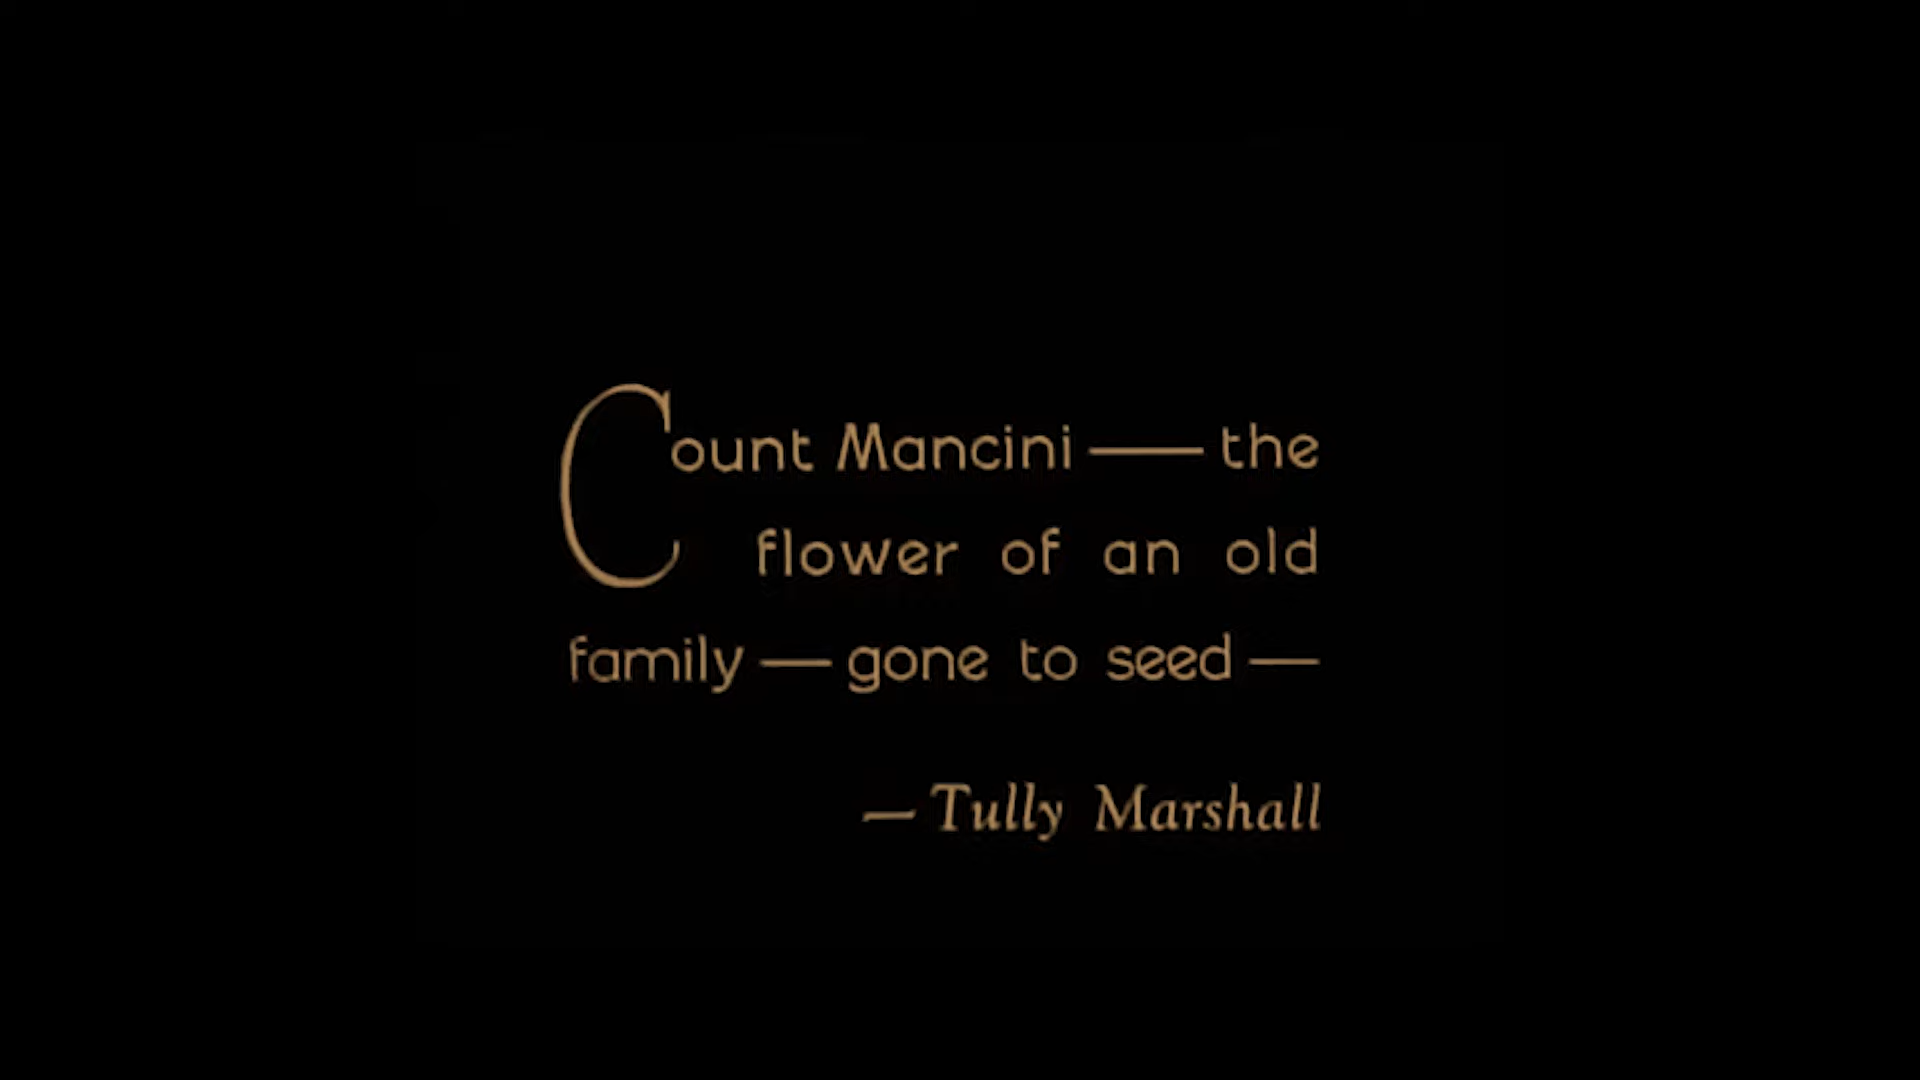 Count Mancini — the
flower of an old
family — gone to seed —
— Tully Marshall